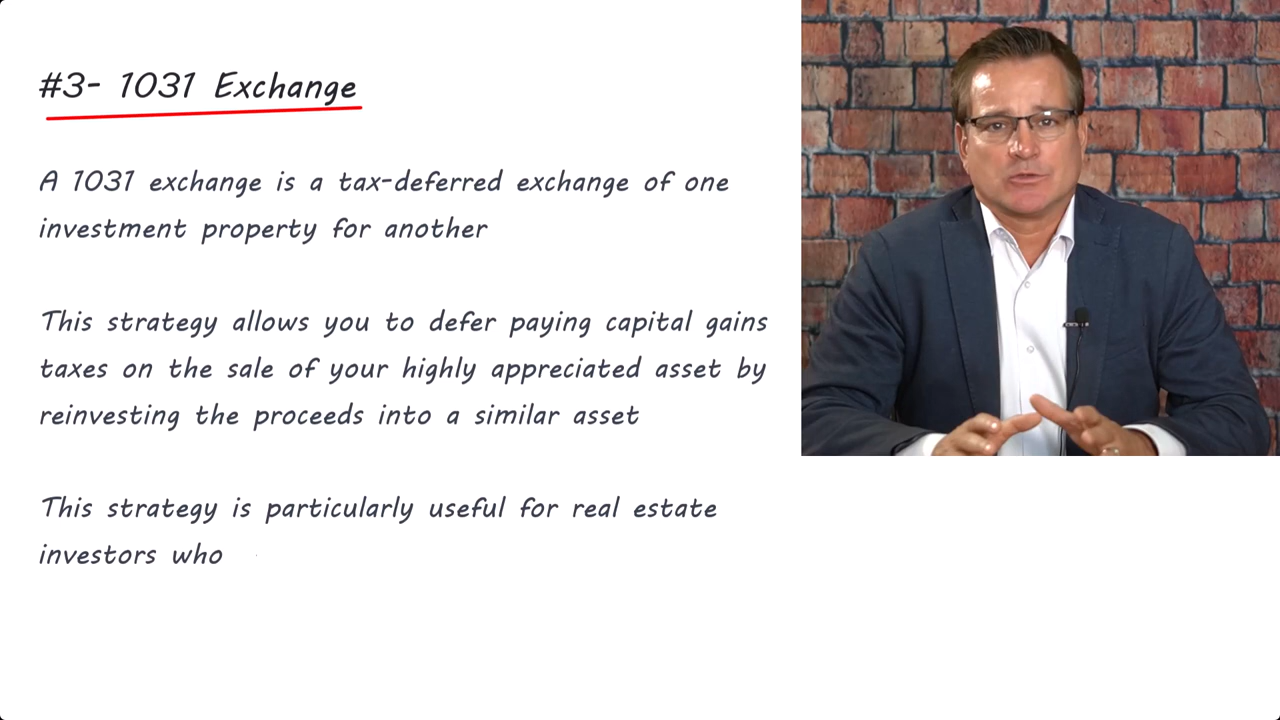 #3- 1031 Exchange
A 1031 exchange is a tax-deferred exchange of one
investment property for another
This strategy allows you to defer paying capital gains
taxes on the sale of your highly appreciated asset by
reinvesting the proceeds into a similar asset
This strategy is particularly useful for real estate
investors who